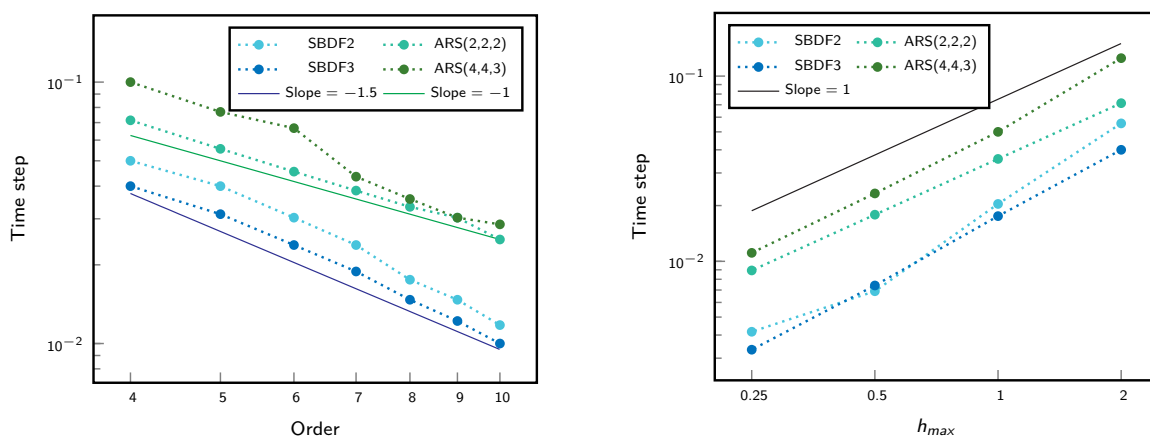 SBDF2 ARS(2,2,2)
SBDF3 ARS(4,4,3)
Slope = −1.5 Slope = −1
10⁻¹
10⁻²
Time step
4 5 6 7 8 9 10
Order
SBDF2 ARS(2,2,2)
SBDF3 ARS(4,4,3)
Slope = 1
10⁻¹
10⁻²
Time step
0.25 0.5 1 2
hmax